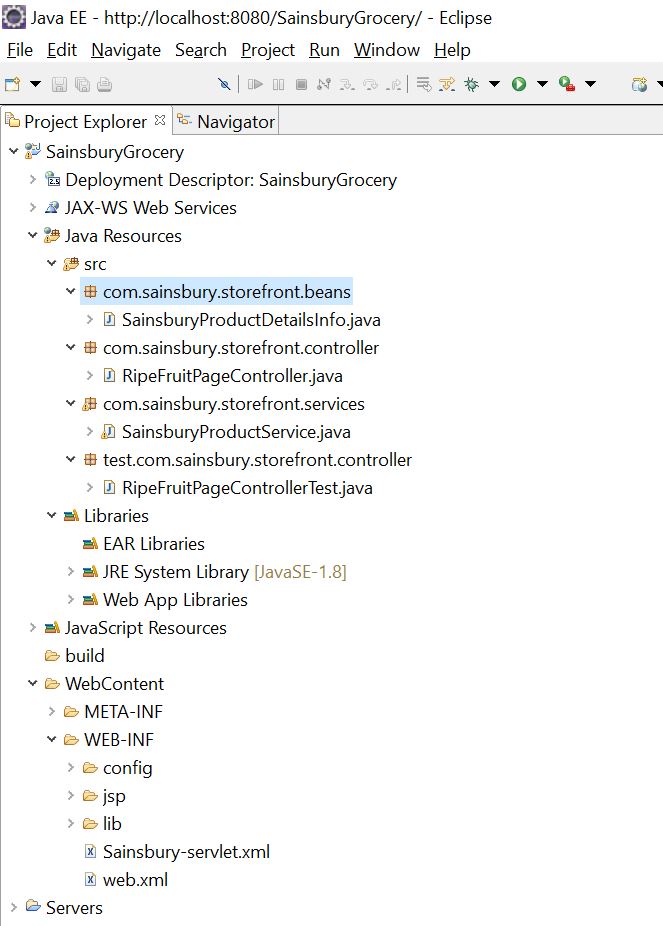 Java EE - http://localhost:8080/SainsburyGrocery/ - Eclipse
File Edit Navigate Search Project Run Window Help
Project Explorer Navigator
SainsburyGrocery
Deployment Descriptor: SainsburyGrocery
JAX-WS Web Services
Java Resources
src
com.sainsbury.storefront.beans
SainsburyProductDetailsInfo.java
com.sainsbury.storefront.controller
RipeFruitPageController.java
com.sainsbury.storefront.services
SainsburyProductService.java
test.com.sainsbury.storefront.controller
RipeFruitPageControllerTest.java
Libraries
EAR Libraries
JRE System Library [JavaSE-1.8]
Web App Libraries
JavaScript Resources
build
WebContent
META-INF
WEB-INF
config
jsp
lib
Sainsbury-servlet.xml
web.xml
Servers